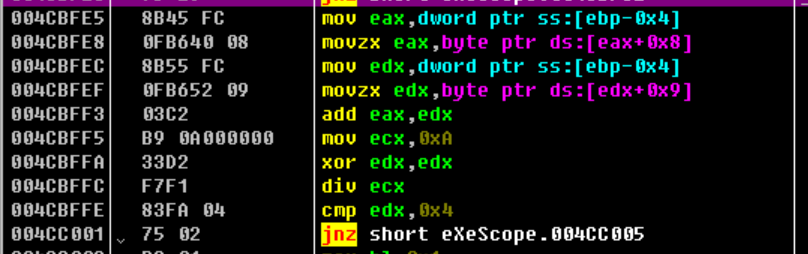 004CBFE5 8B45 FC mov eax,dword ptr ss:[ebp-0x4]
004CBFE8 0FB640 08 movzx eax,byte ptr ds:[eax+0x8]
004CBFEC 8B55 FC mov edx,dword ptr ss:[ebp-0x4]
004CBFEF 0FB652 09 movzx edx,byte ptr ds:[edx+0x9]
004CBFF3 03C2 add eax,edx
004CBFF5 B9 0A000000 mov ecx,0xA
004CBFFA 33D2 xor edx,edx
004CBFFC F7F1 div ecx
004CBFFE 83FA 04 cmp edx,0x4
004CC001 75 02 jnz short eXeScope.004CC005